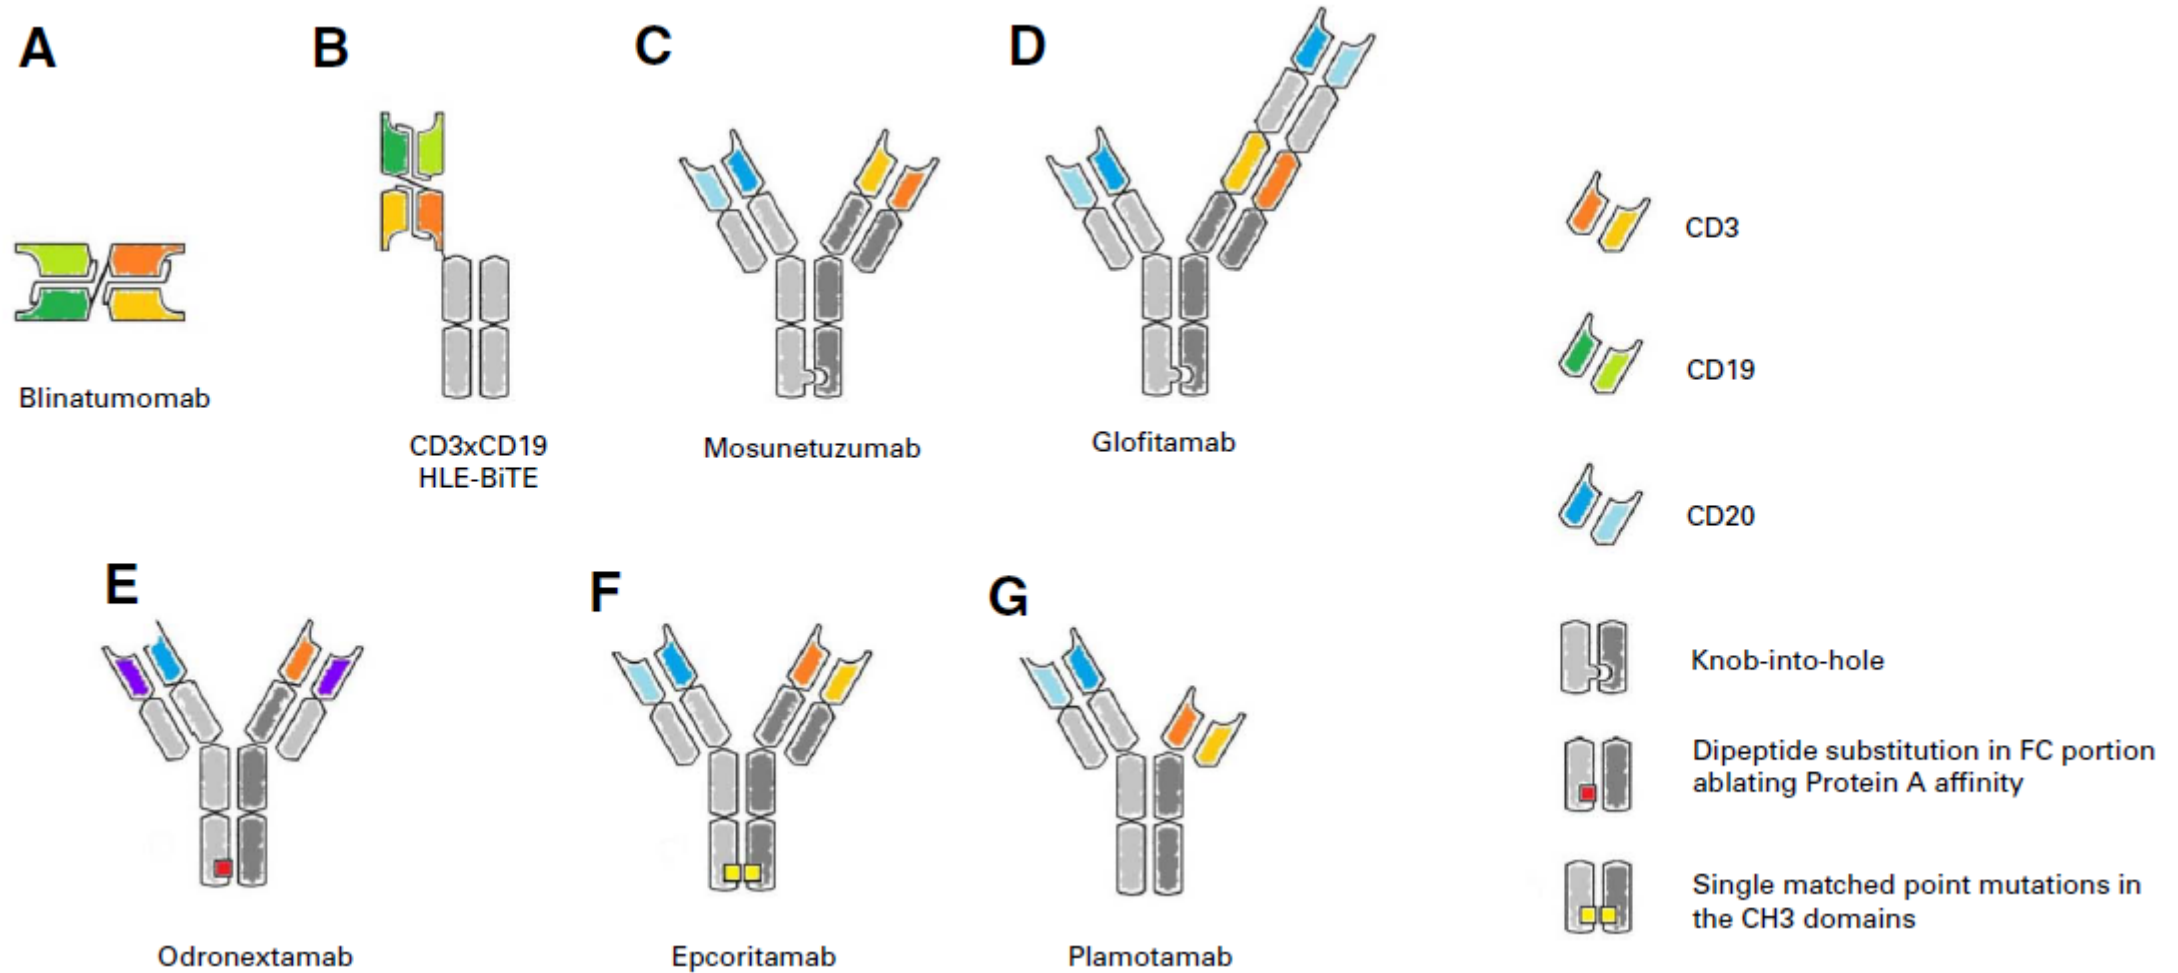 A
B
C
D
Blinatumomab
CD3xCD19
HLE-BiTE
Mosunetuzumab
Glofitamab
E
F
G
Odronextamab
Epcoritamab
Plamotamab
CD3
CD19
CD20
Knob-into-hole
Dipeptide substitution in FC portion
ablating Protein A affinity
Single matched point mutations in
the CH3 domains